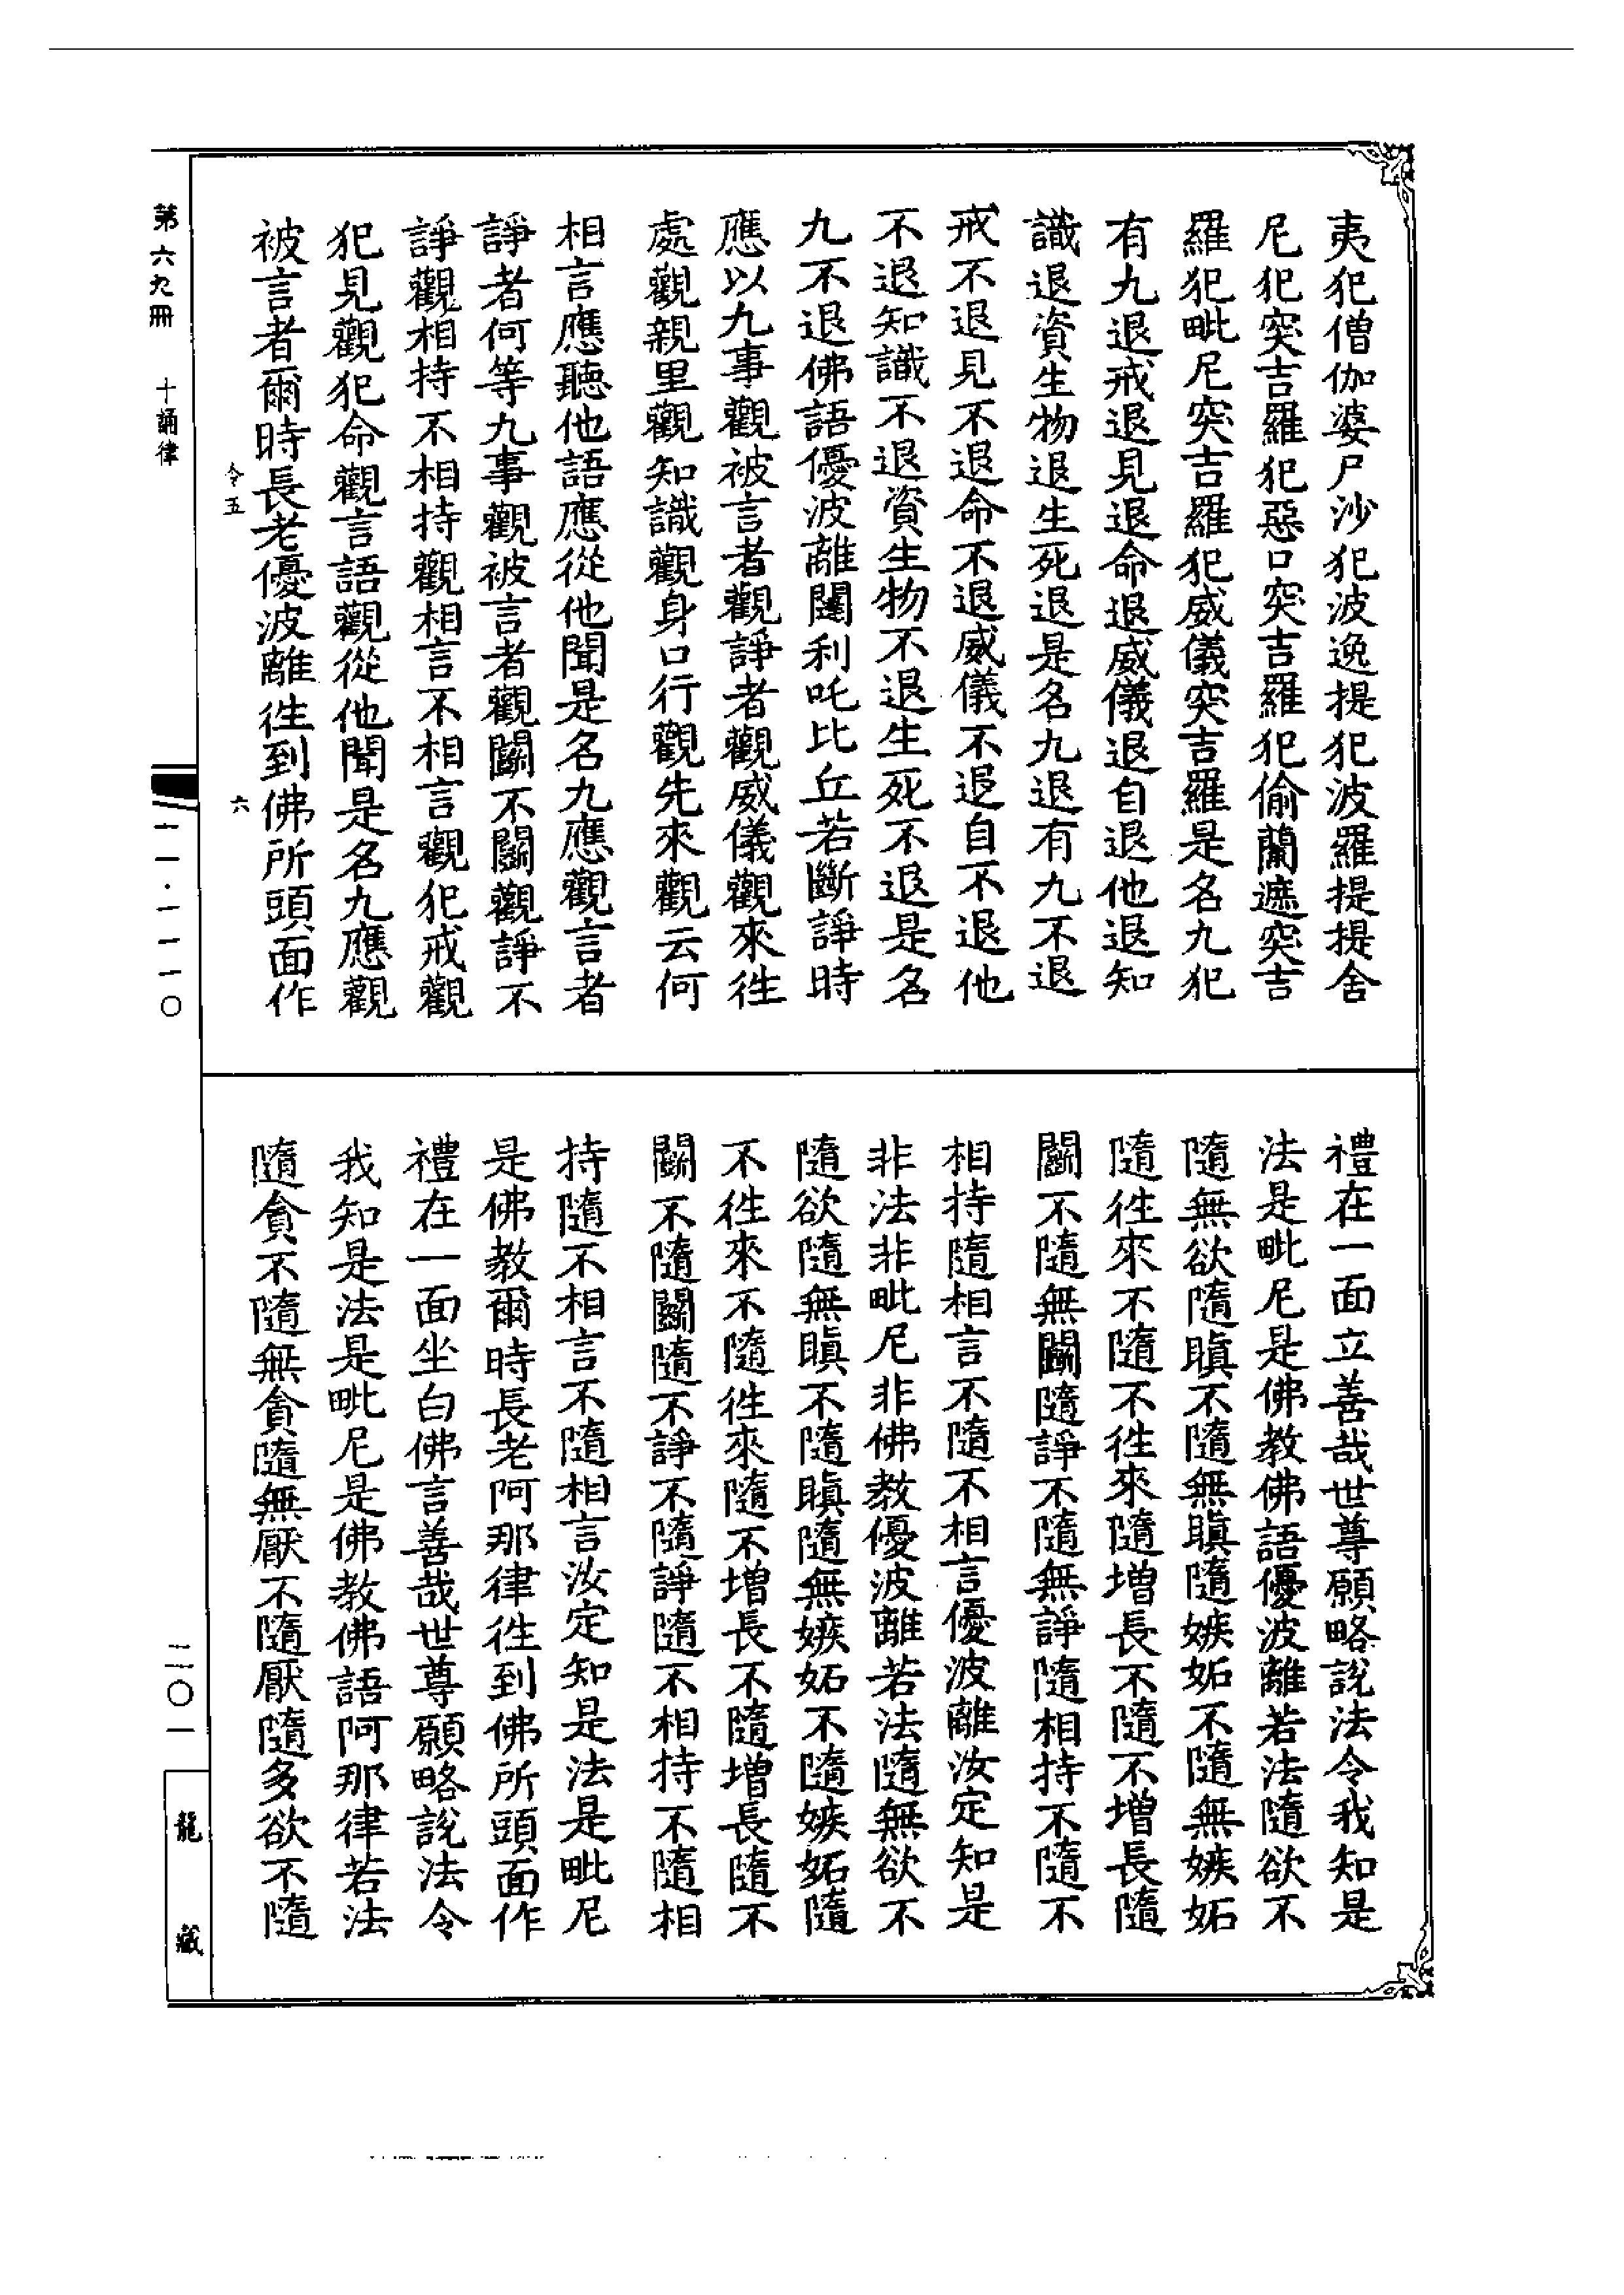 夷犯僧伽婆尸沙犯波逸提犯波羅提提舍
尼犯突吉羅犯惡口突吉羅犯偷蘭遮突吉
羅犯毗尼突吉羅犯威儀突吉羅是名九犯
有九退戒退見退命退威儀退自退他退知
識退資生物退生死退是名九退有九不退
戒不退見不退命不退威儀不退自不退他
不退知識不退資生物不退生死不退是名
九不退佛語優波離闥利吒比丘若斷諍時
應以九事觀被言者觀諍者觀威儀觀來往
處觀親里觀知識觀身口行觀先來觀云何
相言應聽他語應從他聞是名九應觀言者
諍者何等九事觀被言者觀鬬不鬬觀諍不
諍觀相持不相持觀相言不相言觀犯戒觀
犯見觀犯命觀言語觀從他聞是名九應觀
被言者爾時長老優波離往到佛所頭面作
禮在一面立善哉世尊願略說法令我知是
法是毗尼是佛教佛語優波離若法隨欲不
隨無欲隨瞋不隨無瞋隨嫉妬不隨無嫉妬
隨往來不隨不往來隨增長不隨不增長隨
鬬不隨無鬬隨諍不隨無諍隨相持不隨不
相持隨相言不隨不相言優波離汝定知是
非法非毗尼非佛教優波離若法隨無欲不
隨欲隨無瞋不隨瞋隨無嫉妬不隨嫉妬隨
不往來不隨往來隨不增長不隨增長隨不
鬬不隨鬬隨不諍不隨諍隨不相持不隨相
持隨不相言不隨相言汝定知是法是毗尼
是佛教爾時長老阿那律往到佛所頭面作
禮在一面坐白佛言善哉世尊願略說法令
我知是法是毗尼是佛教佛語阿那律若法
隨貪不隨無貪隨無厭不隨厭隨多欲不隨
令五
六
第六九冊 十誦律
一一·一一一〇
二〇一
龍藏